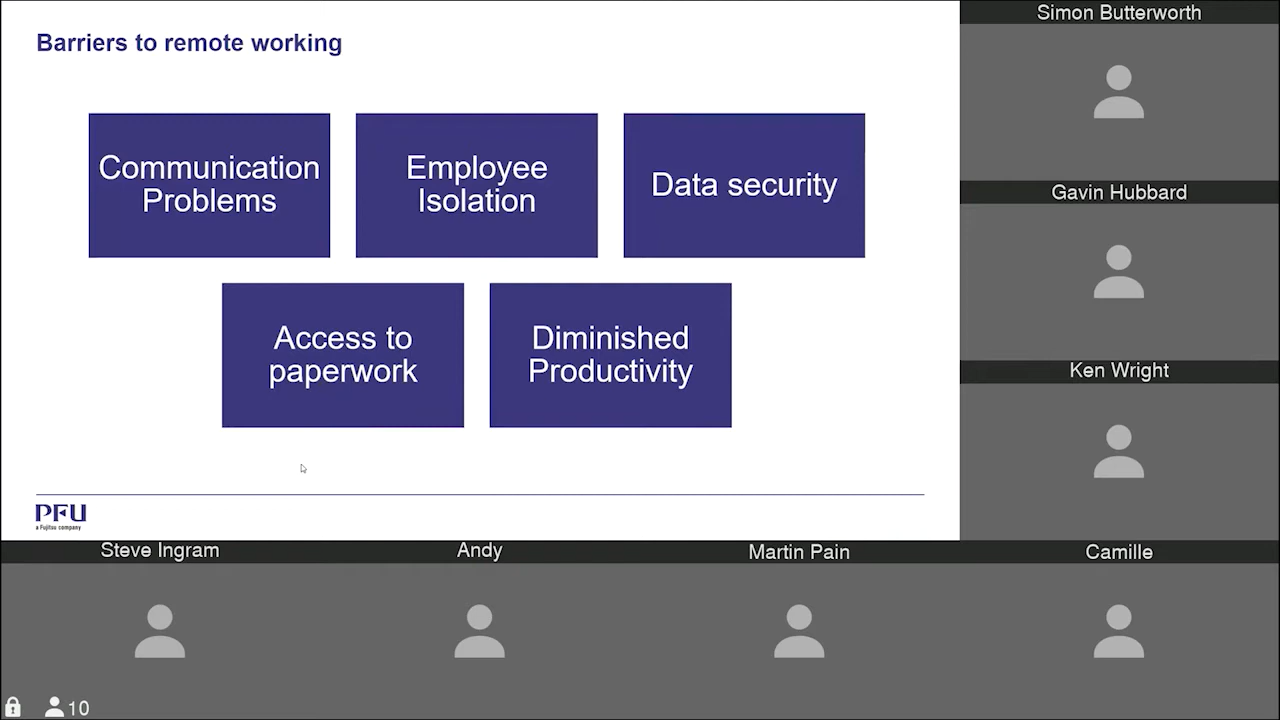 Barriers to remote working
Communication
Problems
Employee
Isolation
Data security
Access to
paperwork
Diminished
Productivity
PFU
a Fujitsu company
Simon Butterworth
Gavin Hubbard
Ken Wright
Steve Ingram
Andy
Martin Pain
Camille
10